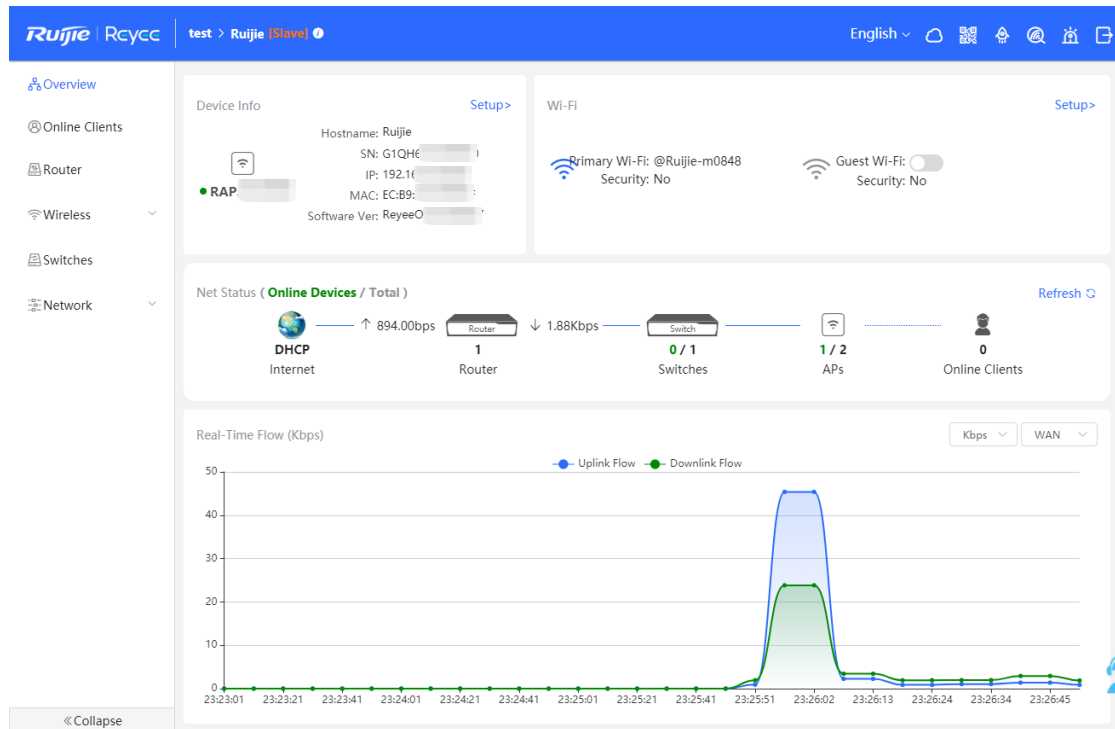 Ruijie | Rcycc
test > Ruijie [Slave]
English
Overview
Online Clients
Router
Wireless
Switches
Network
«Collapse
Device Info
Setup>
RAP
Hostname: Ruijie
SN: G1QH6
IP: 192.16
MAC: EC:B9:
Software Ver: ReyeeO
Wi-Fi
Setup>
Primary Wi-Fi: @Ruijie-m0848
Security: No
Guest Wi-Fi:
Security: No
Net Status ( Online Devices / Total )
Refresh
↑ 894.00bps
Router
↓ 1.88Kbps
Switch
DHCP
1
0 / 1
1 / 2
0
Internet
Router
Switches
APs
Online Clients
Real-Time Flow (Kbps)
Kbps
WAN
Uplink Flow
Downlink Flow
50
40
30
20
10
0
23:23:01 23:23:21 23:23:41 23:24:01 23:24:21 23:24:41 23:25:01 23:25:21 23:25:41 23:25:51 23:26:02 23:26:13 23:26:24 23:26:34 23:26:45